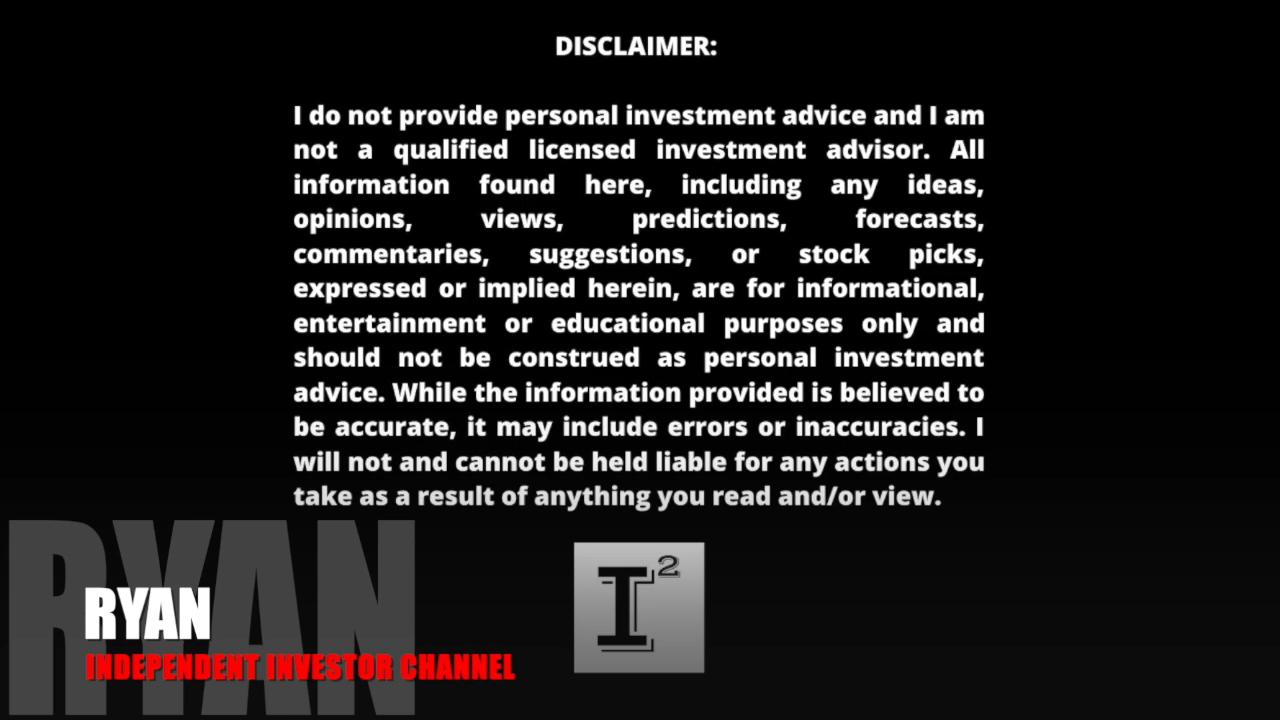 DISCLAIMER:
I do not provide personal investment advice and I am
not a qualified licensed investment advisor. All
information found here, including any ideas,
opinions, views, predictions, forecasts,
commentaries, suggestions, or stock picks,
expressed or implied herein, are for informational,
entertainment or educational purposes only and
should not be construed as personal investment
advice. While the information provided is believed to
be accurate, it may include errors or inaccuracies. I
will not and cannot be held liable for any actions you
take as a result of anything you read and/or view.
RYAN
RYAN
INDEPENDENT INVESTOR CHANNEL
I²